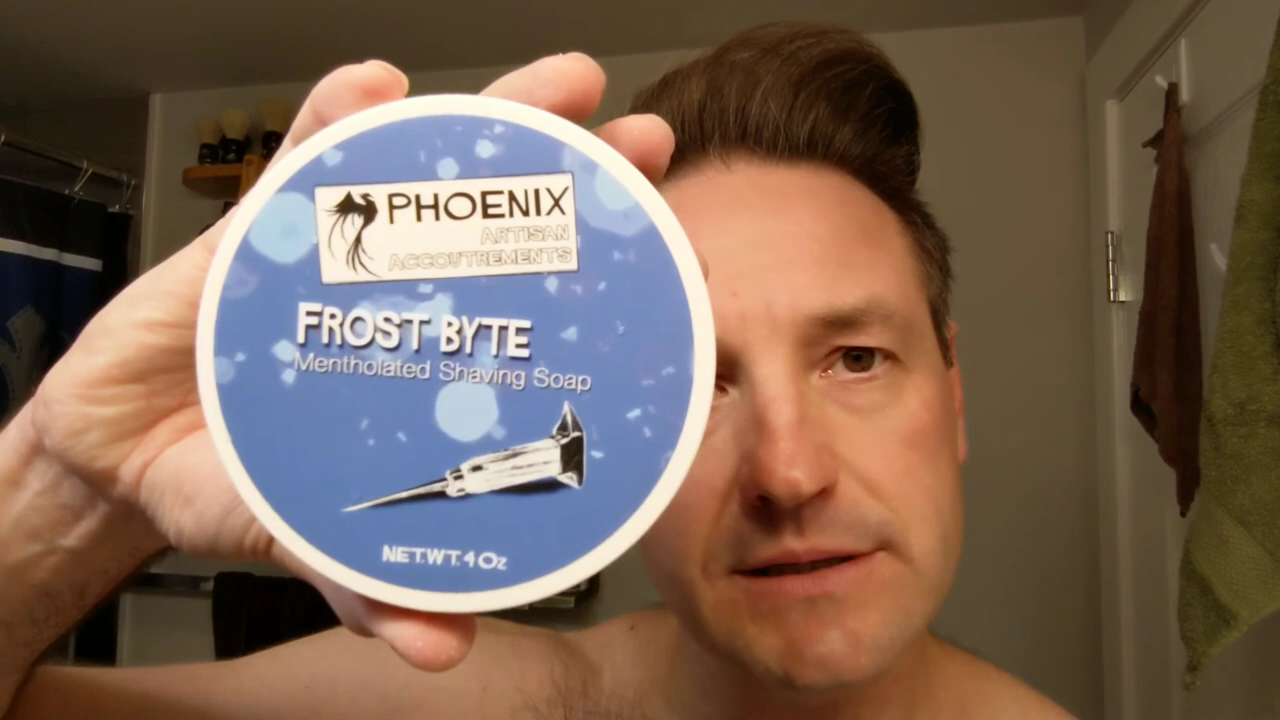 PHOENIX
ARTISAN
ACCOUTREMENTS
FROST BYTE
Mentholated Shaving Soap
NET.WT.4 Oz